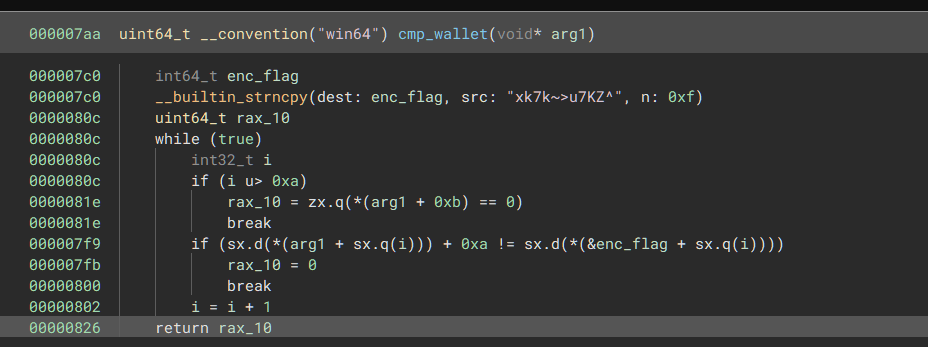 000007aa uint64_t __convention("win64") cmp_wallet(void* arg1)
000007c0 int64_t enc_flag
000007c0 __builtin_strncpy(dest: enc_flag, src: "xk7k~>u7KZ^", n: 0xf)
0000080c uint64_t rax_10
0000080c while (true)
0000080c int32_t i
0000080c if (i u> 0xa)
0000081e rax_10 = zx.q(*(arg1 + 0xb) == 0)
0000081e break
000007f9 if (sx.d(*(arg1 + sx.q(i))) + 0xa != sx.d(*(&enc_flag + sx.q(i))))
000007fb rax_10 = 0
00000800 break
00000802 i = i + 1
00000826 return rax_10